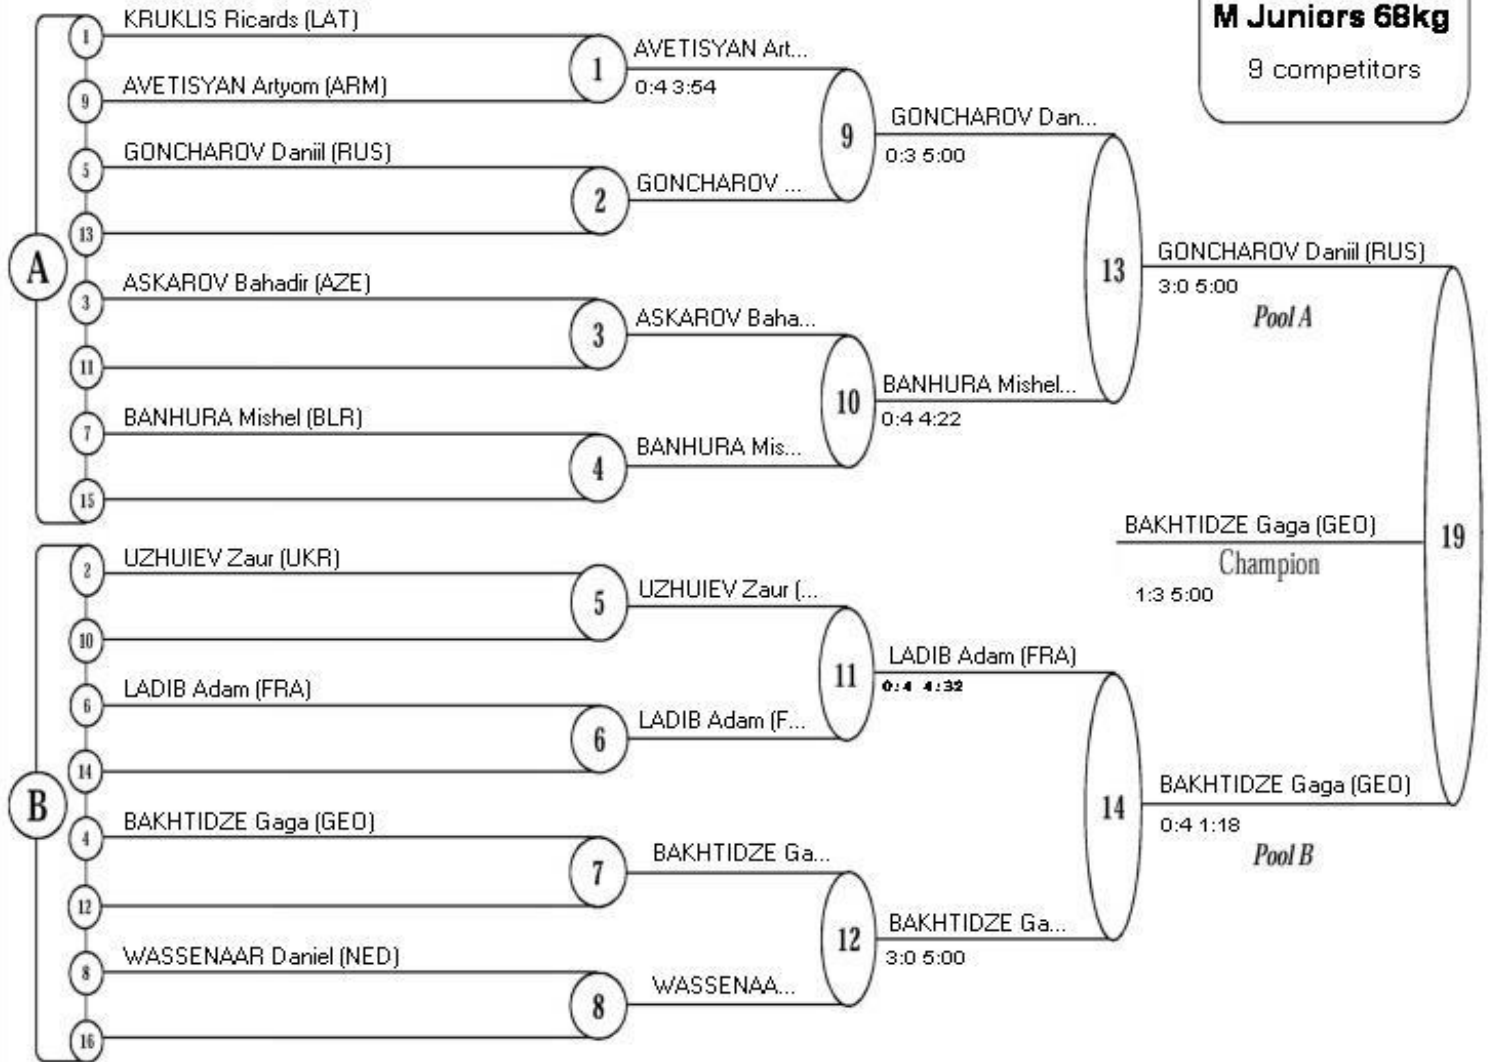 M Juniors 68kg
9 competitors
A
1
KRUKLIS Ricards (LAT)
9
AVETISYAN Artyom (ARM)
5
GONCHAROV Daniil (RUS)
13
3
ASKAROV Bahadir (AZE)
11
7
BANHURA Mishel (BLR)
15
B
2
UZHUIEV Zaur (UKR)
10
6
LADIB Adam (FRA)
14
4
BAKHTIDZE Gaga (GEO)
12
8
WASSENAAR Daniel (NED)
16
1
AVETISYAN Art...
0:4 3:54
2
GONCHAROV ...
3
ASKAROV Baha...
4
BANHURA Mis...
5
UZHUIEV Zaur (...
6
LADIB Adam (F...
7
BAKHTIDZE Ga...
8
WASSENAA...
9
GONCHAROV Dan...
0:3 5:00
10
BANHURA Mishel...
0:4 4:22
11
LADIB Adam (FRA)
0:4 4:32
12
BAKHTIDZE Ga...
3:0 5:00
13
GONCHAROV Daniil (RUS)
3:0 5:00
Pool A
14
BAKHTIDZE Gaga (GEO)
0:4 1:18
Pool B
19
BAKHTIDZE Gaga (GEO)
Champion
1:3 5:00